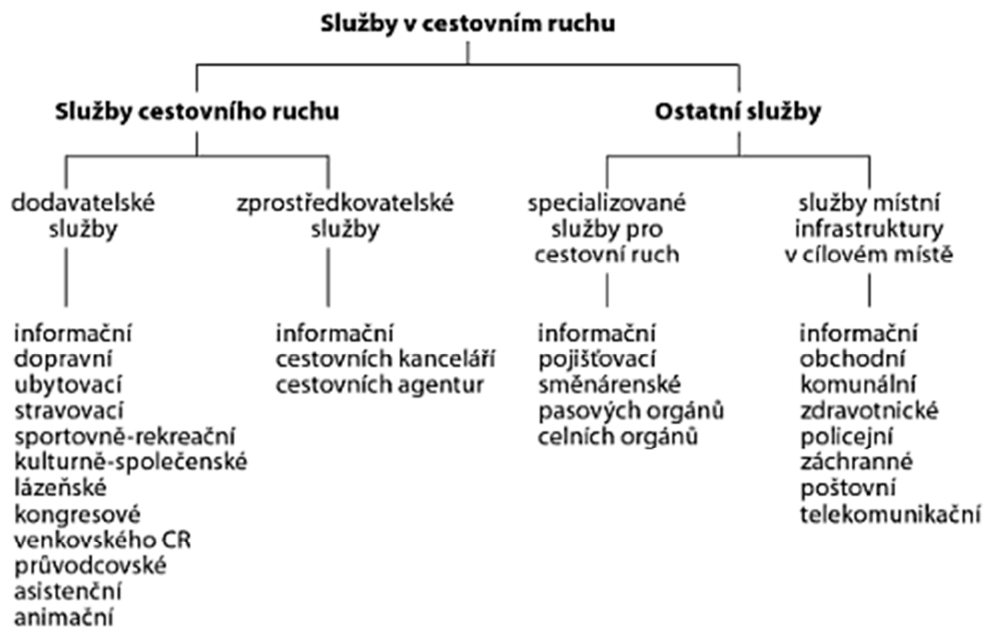 Služby v cestovním ruchu
Služby cestovního ruchu
Ostatní služby
dodavatelské
služby
zprostředkovatelské
služby
specializované
služby pro
cestovní ruch
služby místní
infrastruktury
v cílovém místě
informační
dopravní
ubytovací
stravovací
sportovně-rekreační
kulturně-společenské
lázeňské
kongresové
venkovského CR
průvodcovské
asistenční
animační
informační
cestovních kanceláří
cestovních agentur
informační
pojišťovací
směnárenské
pasových orgánů
celních orgánů
informační
obchodní
komunální
zdravotnické
policejní
záchranné
poštovní
telekomunikační